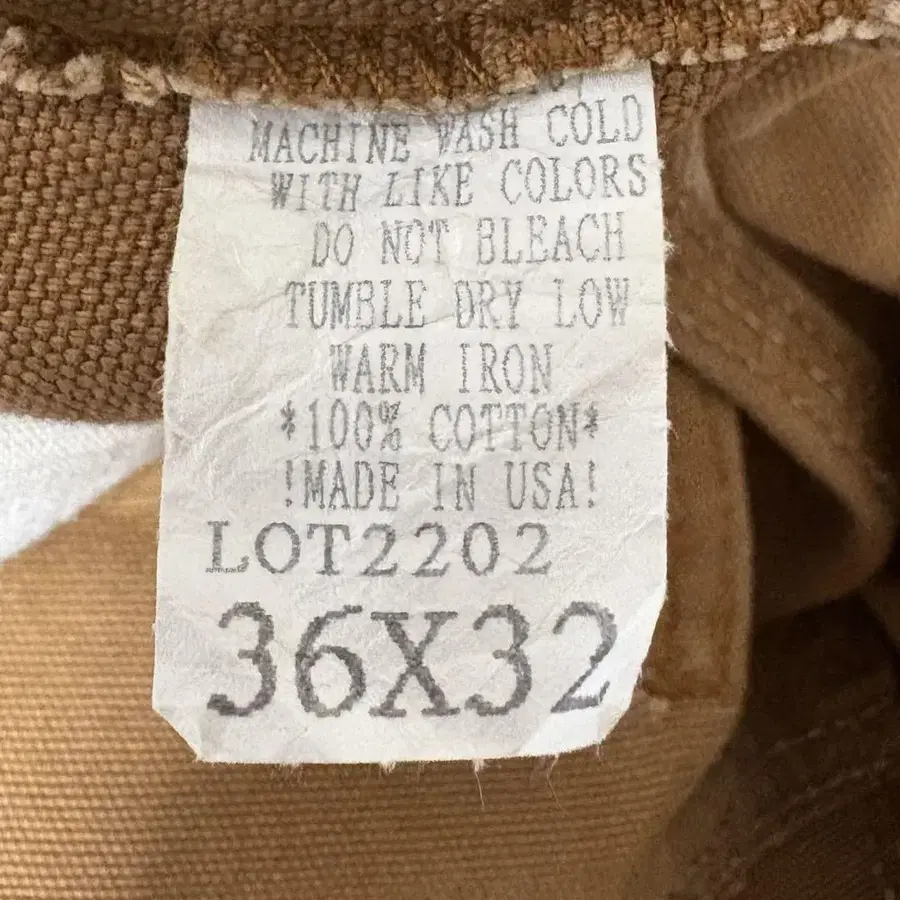 MACHINE WASH COLD
WITH LIKE COLORS
DO NOT BLEACH
TUMBLE DRY LOW
WARM IRON
*100% COTTON*
!MADE IN USA!
LOT2202
36X32